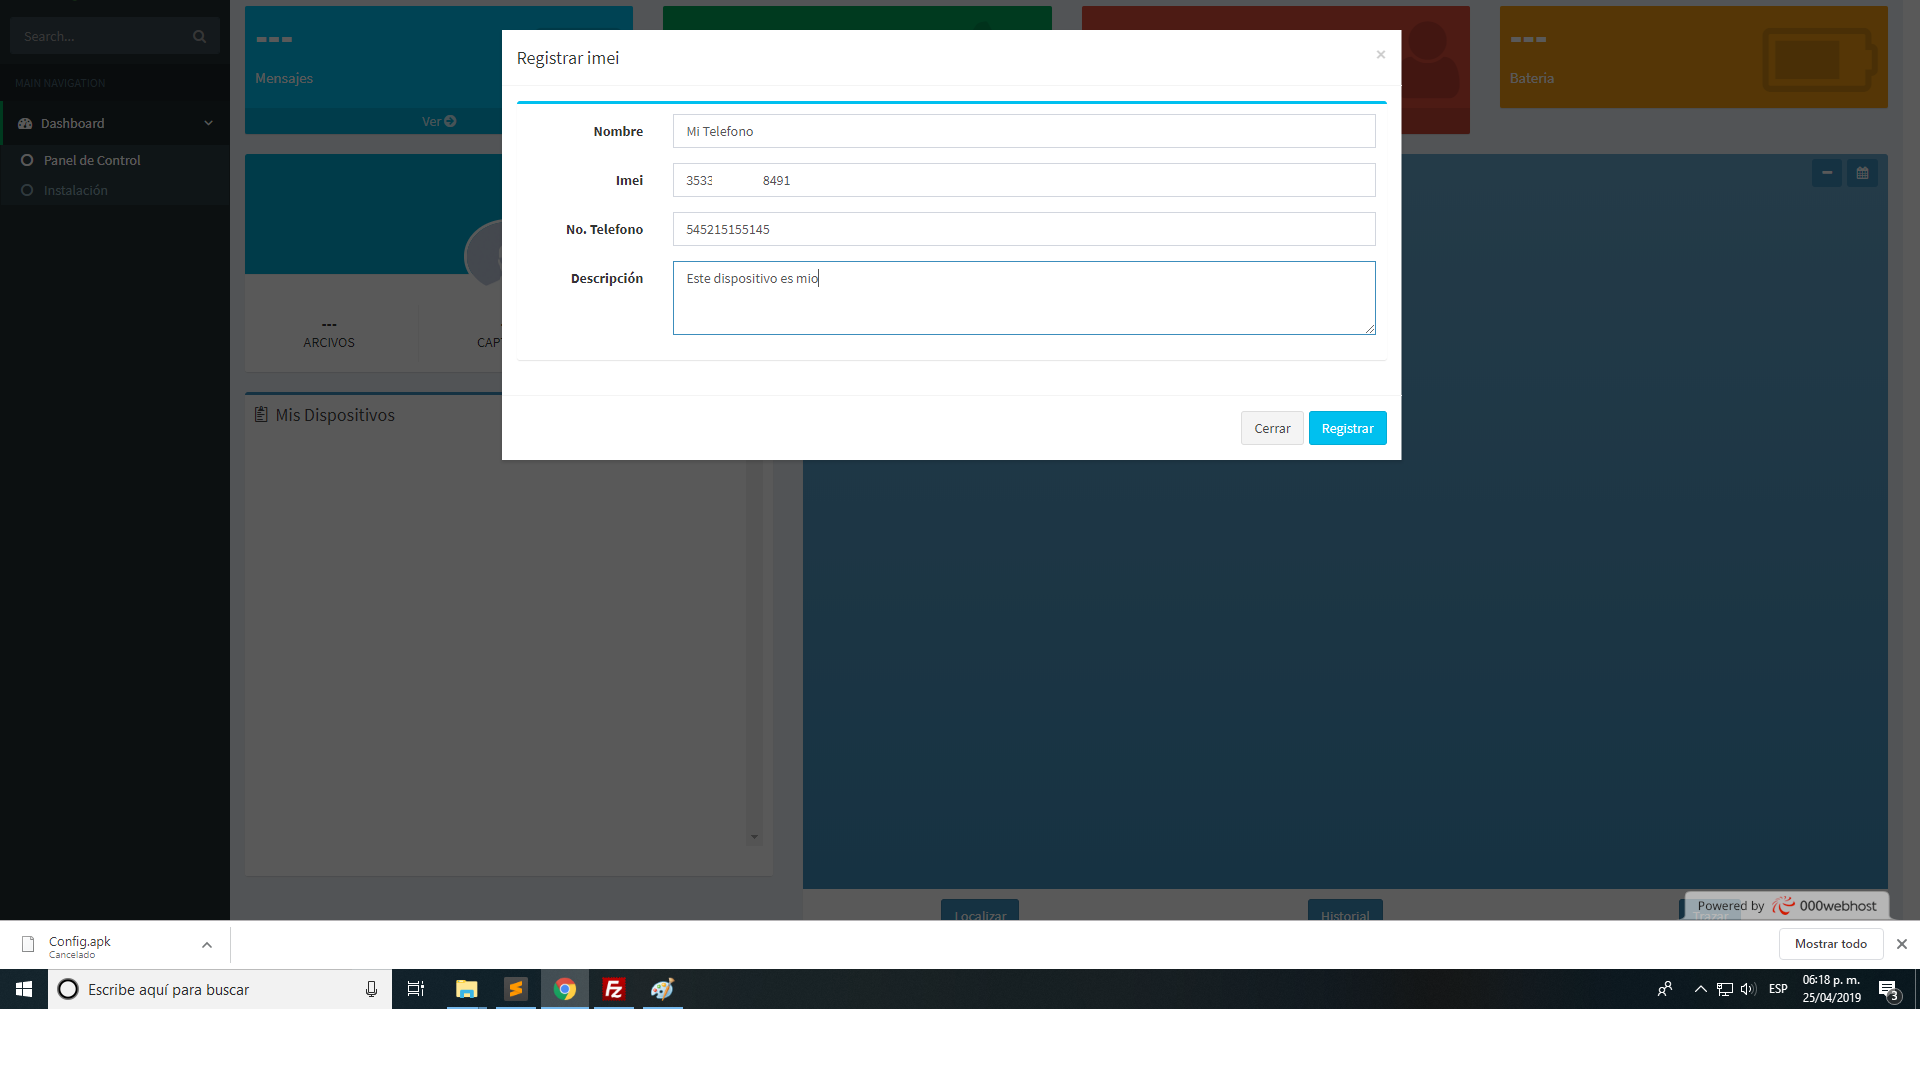 Search...
MAIN NAVIGATION
Dashboard
Panel de Control
Instalación
---
Mensajes
Ver
---
Bateria
Registrar imei
×
Nombre
Mi Telefono
Imei
3533 8491
No. Telefono
545215155145
Descripción
Este dispositivo es mio
Cerrar
Registrar
---
ARCIVOS
CAPT
Mis Dispositivos
Localizar
Historial
Trazar
Powered by 000webhost
Config.apk
Cancelado
Mostrar todo
Escribe aquí para buscar
ESP
06:18 p. m.
25/04/2019
3